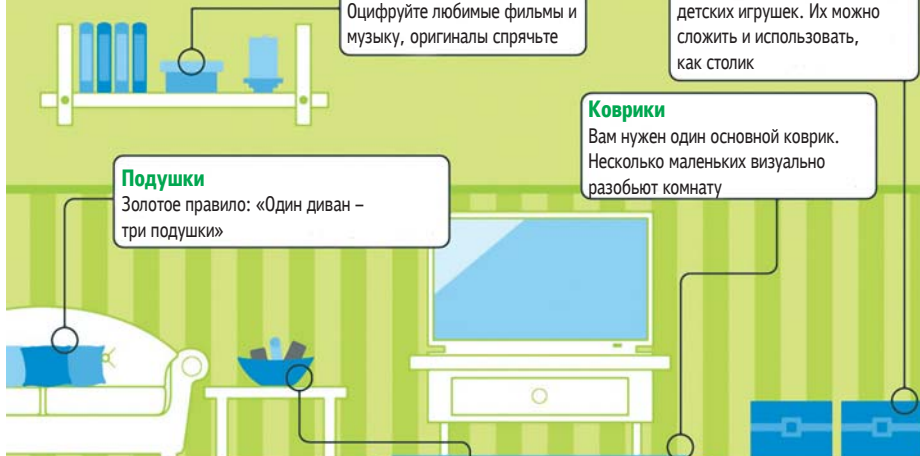 Оцифруйте любимые фильмы и
музыку, оригиналы спрячьте
детских игрушек. Их можно
сложить и использовать,
как столик
Коврики
Вам нужен один основной коврик.
Несколько маленьких визуально
разобьют комнату
Подушки
Золотое правило: «Один диван –
три подушки»